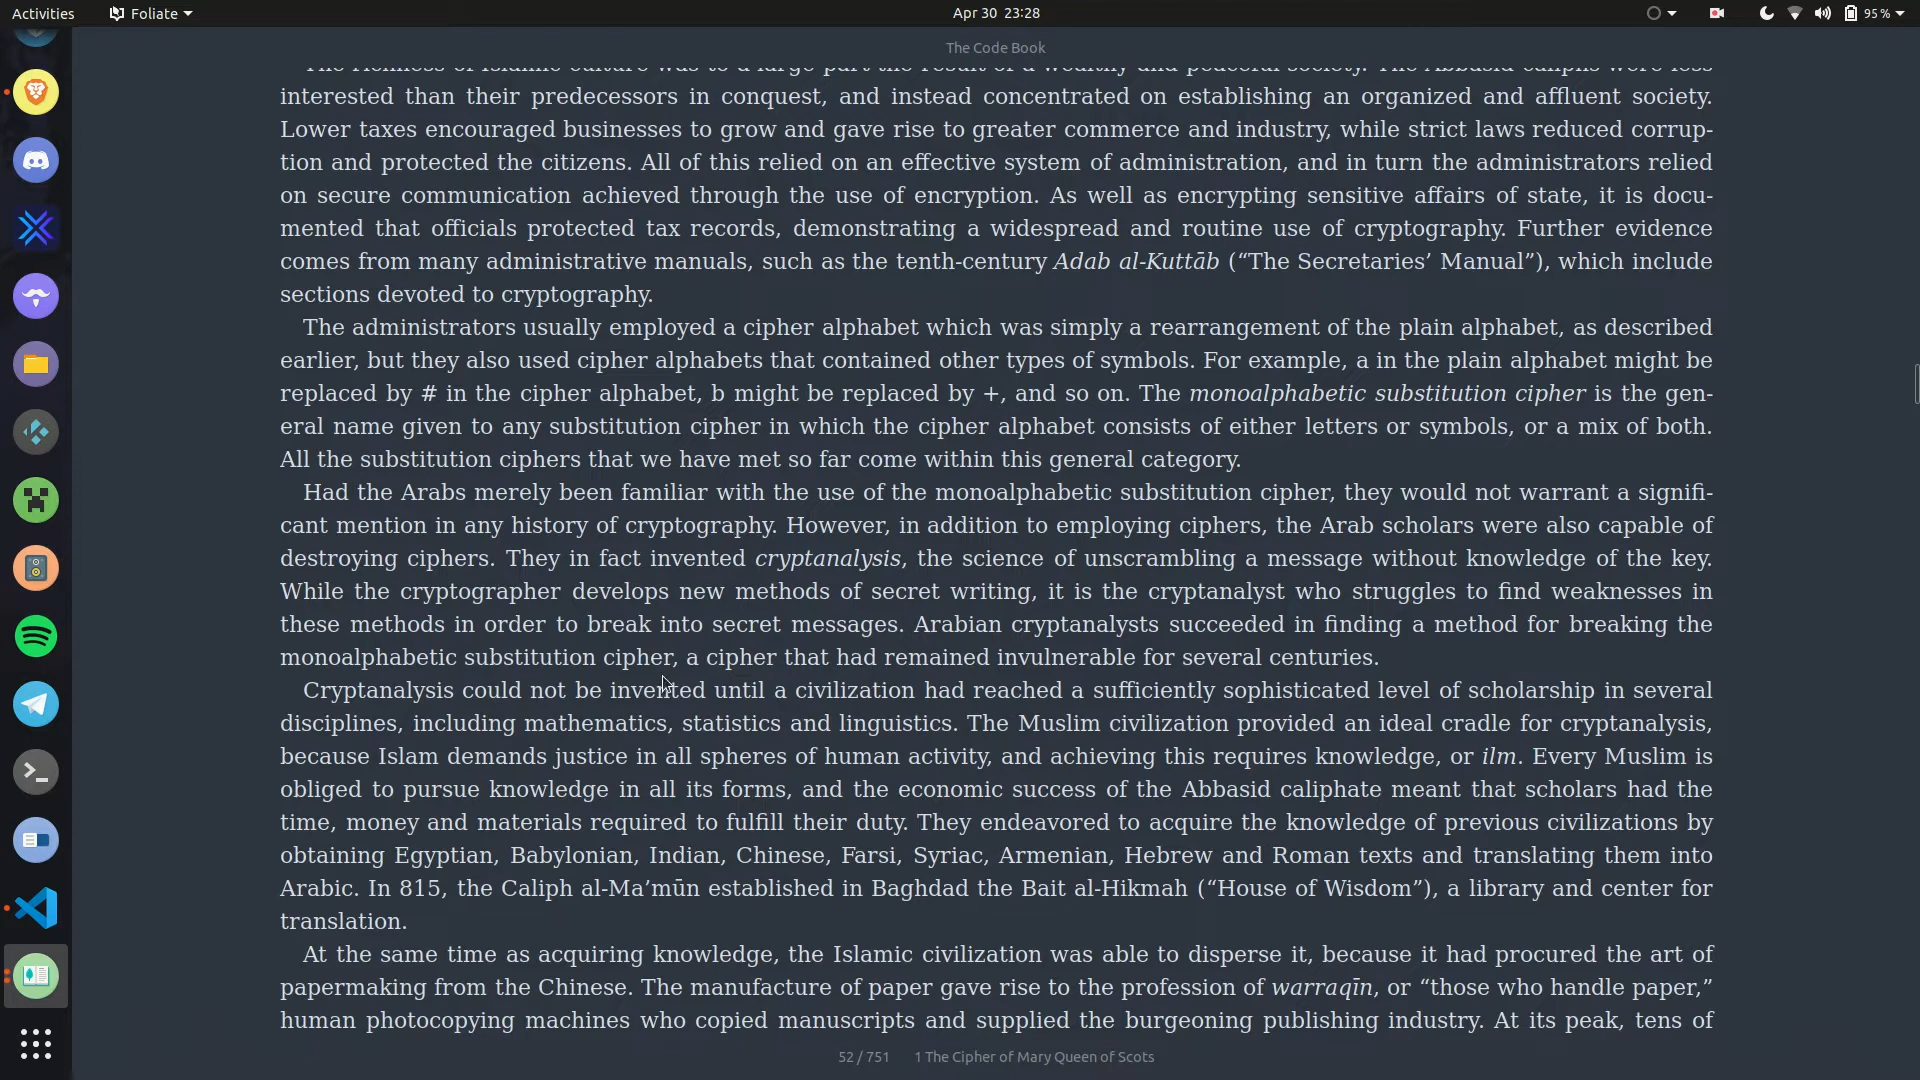 Activities
Foliate
Apr 30 23:28
95 %
The Code Book
The richness of Islamic culture was to a large part the result of a wealthy and peaceful society. The Abbasid caliphs were less
interested than their predecessors in conquest, and instead concentrated on establishing an organized and affluent society.
Lower taxes encouraged businesses to grow and gave rise to greater commerce and industry, while strict laws reduced corrup-
tion and protected the citizens. All of this relied on an effective system of administration, and in turn the administrators relied
on secure communication achieved through the use of encryption. As well as encrypting sensitive affairs of state, it is docu-
mented that officials protected tax records, demonstrating a widespread and routine use of cryptography. Further evidence
comes from many administrative manuals, such as the tenth-century Adab al-Kuttāb (“The Secretaries’ Manual”), which include
sections devoted to cryptography.
The administrators usually employed a cipher alphabet which was simply a rearrangement of the plain alphabet, as described
earlier, but they also used cipher alphabets that contained other types of symbols. For example, a in the plain alphabet might be
replaced by # in the cipher alphabet, b might be replaced by +, and so on. The monoalphabetic substitution cipher is the gen-
eral name given to any substitution cipher in which the cipher alphabet consists of either letters or symbols, or a mix of both.
All the substitution ciphers that we have met so far come within this general category.
Had the Arabs merely been familiar with the use of the monoalphabetic substitution cipher, they would not warrant a signifi-
cant mention in any history of cryptography. However, in addition to employing ciphers, the Arab scholars were also capable of
destroying ciphers. They in fact invented cryptanalysis, the science of unscrambling a message without knowledge of the key.
While the cryptographer develops new methods of secret writing, it is the cryptanalyst who struggles to find weaknesses in
these methods in order to break into secret messages. Arabian cryptanalysts succeeded in finding a method for breaking the
monoalphabetic substitution cipher, a cipher that had remained invulnerable for several centuries.
Cryptanalysis could not be invented until a civilization had reached a sufficiently sophisticated level of scholarship in several
disciplines, including mathematics, statistics and linguistics. The Muslim civilization provided an ideal cradle for cryptanalysis,
because Islam demands justice in all spheres of human activity, and achieving this requires knowledge, or ilm. Every Muslim is
obliged to pursue knowledge in all its forms, and the economic success of the Abbasid caliphate meant that scholars had the
time, money and materials required to fulfill their duty. They endeavored to acquire the knowledge of previous civilizations by
obtaining Egyptian, Babylonian, Indian, Chinese, Farsi, Syriac, Armenian, Hebrew and Roman texts and translating them into
Arabic. In 815, the Caliph al-Ma’mūn established in Baghdad the Bait al-Hikmah (“House of Wisdom”), a library and center for
translation.
At the same time as acquiring knowledge, the Islamic civilization was able to disperse it, because it had procured the art of
papermaking from the Chinese. The manufacture of paper gave rise to the profession of warraqīn, or “those who handle paper,”
human photocopying machines who copied manuscripts and supplied the burgeoning publishing industry. At its peak, tens of
52 / 751 1 The Cipher of Mary Queen of Scots